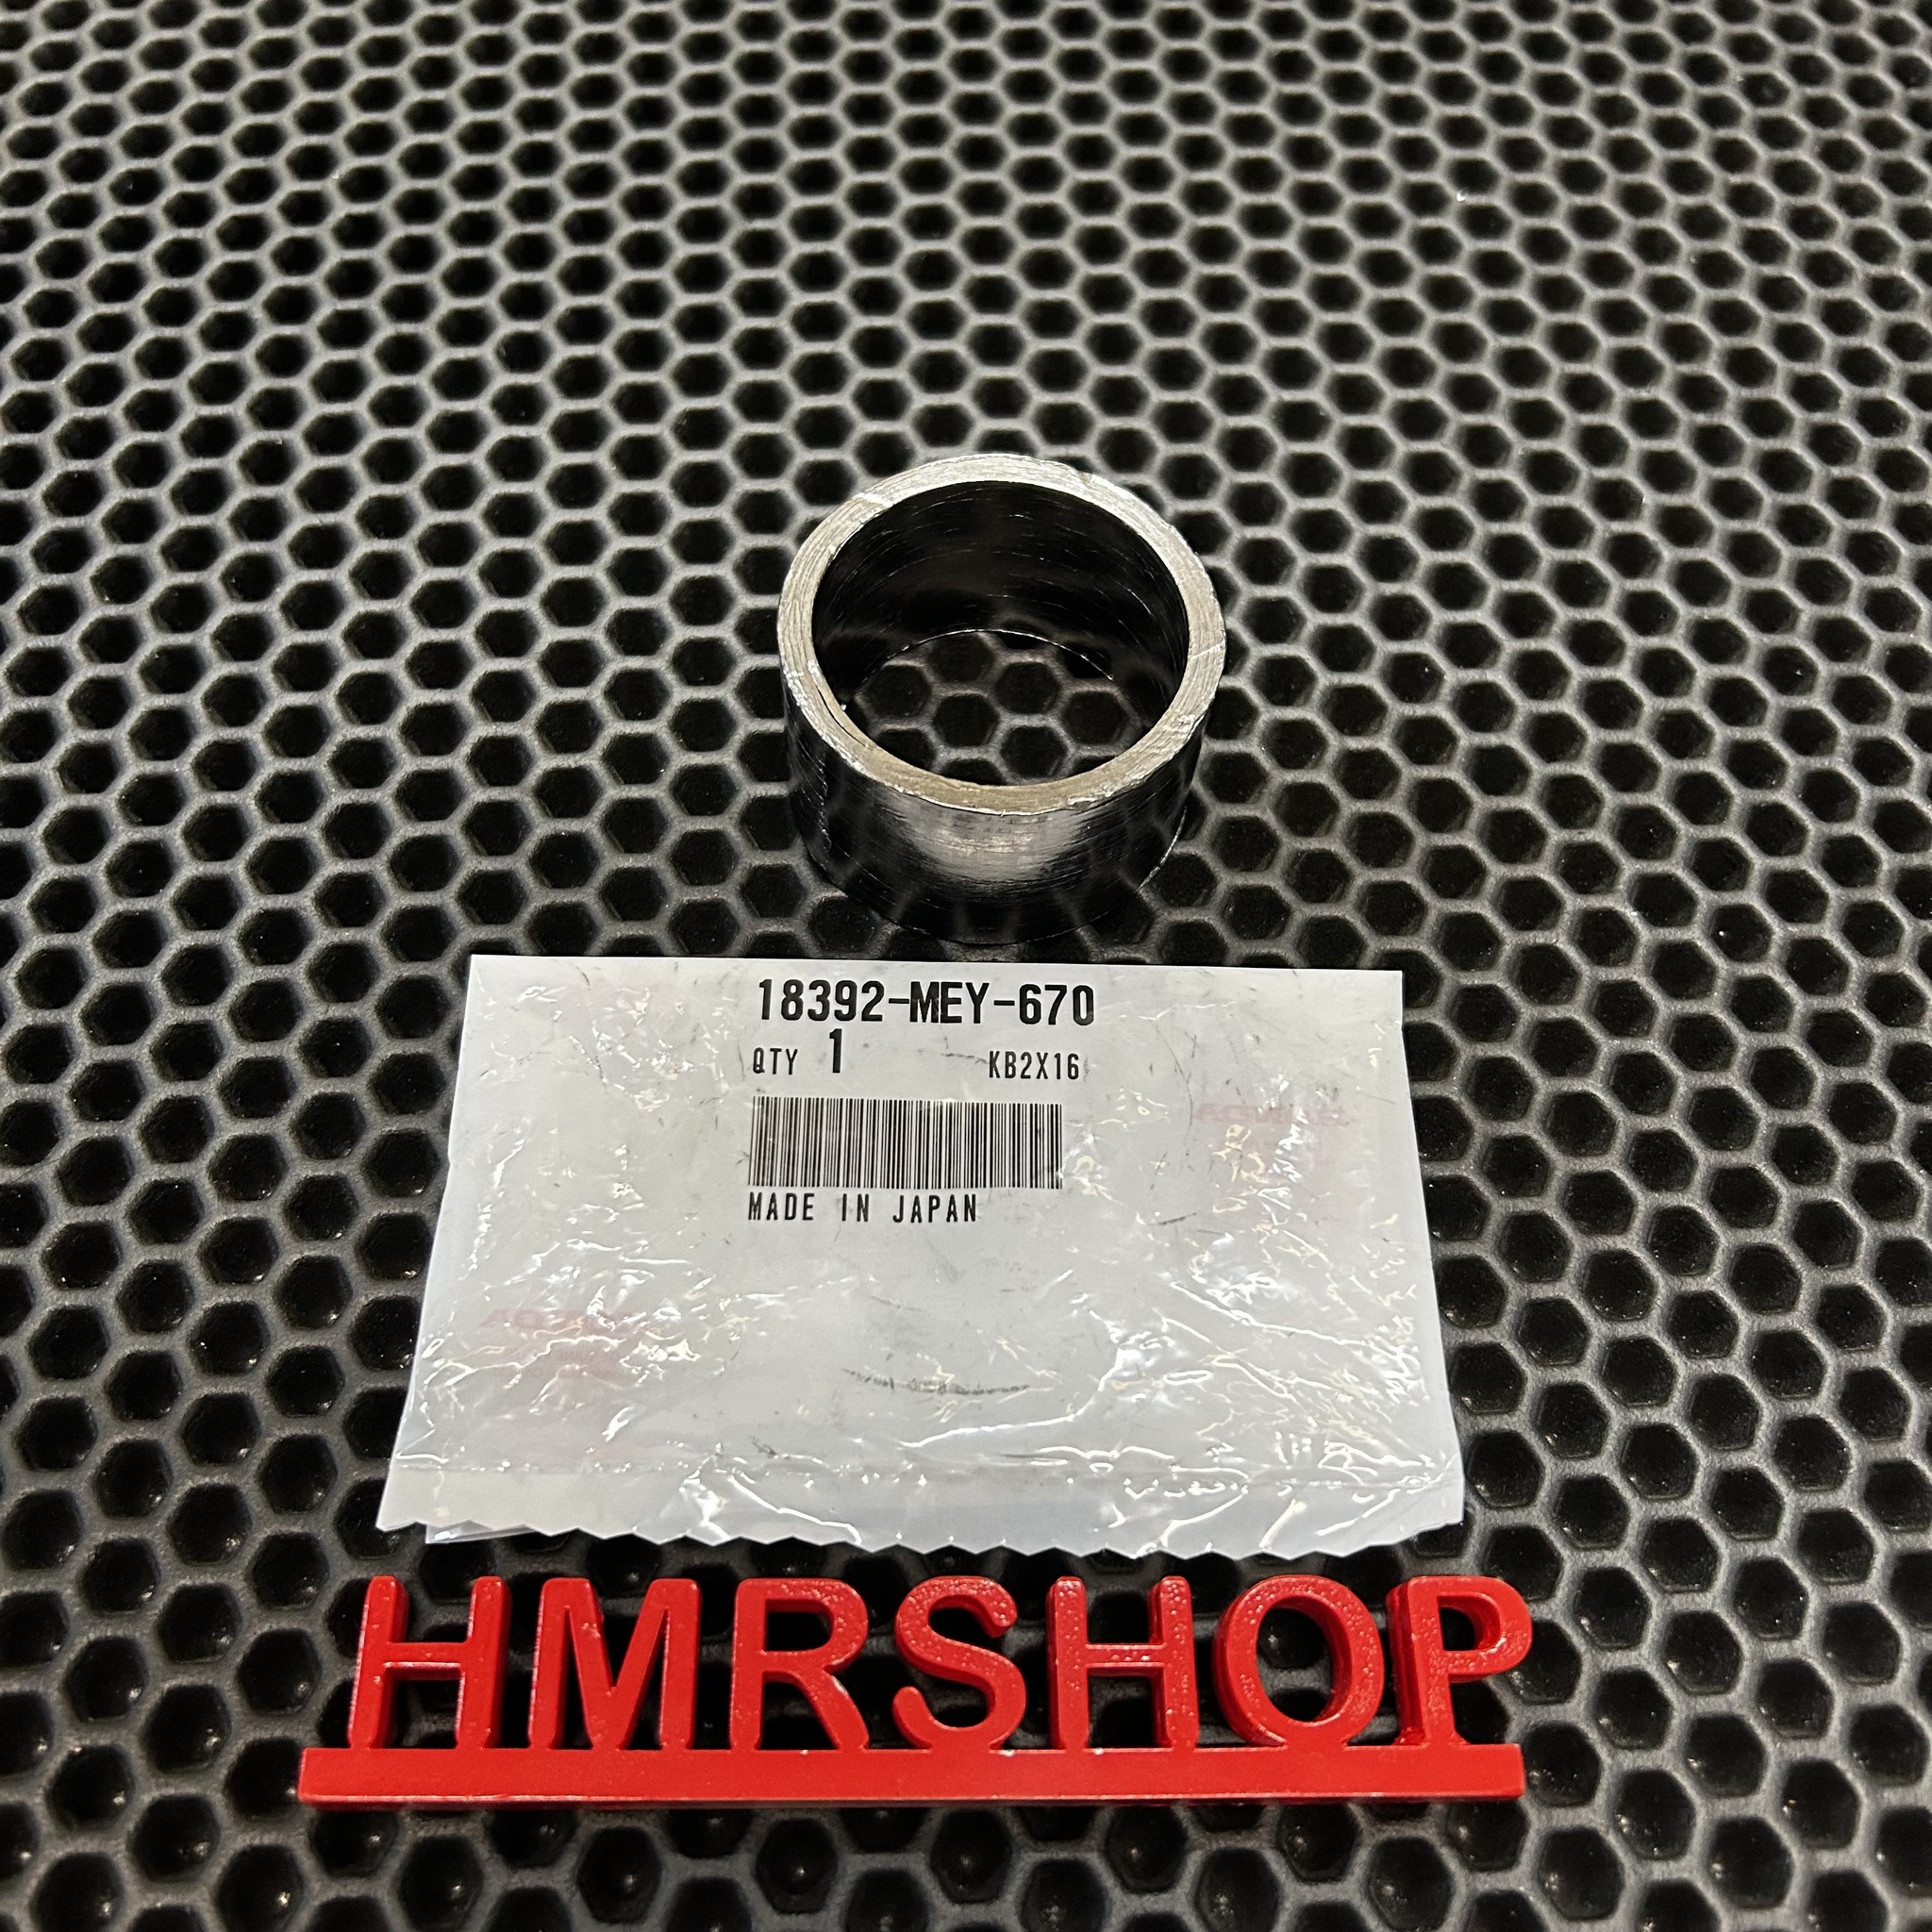 18392-MEY-670
QTY 1 KB2X16
MADE IN JAPAN
HMRSHOP